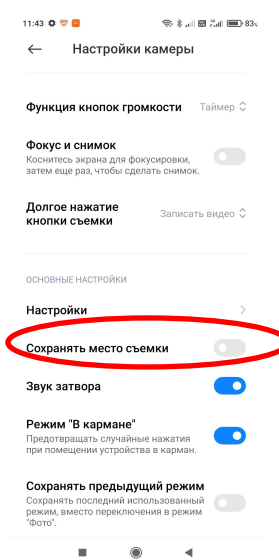 11:43 83%
Настройки камеры
Функция кнопок громкости Таймер
Фокус и снимок
Коснитесь экрана для фокусировки,
затем еще раз, чтобы сделать снимок.
Долгое нажатие
кнопки съемки Записать видео
ОСНОВНЫЕ НАСТРОЙКИ
Настройки
Сохранять место съемки
Звук затвора
Режим "В кармане"
Предотвращать случайные нажатия
при помещении устройства в карман.
Сохранять предыдущий режим
Сохранять последний использованный
режим, вместо переключения в режим
"Фото".